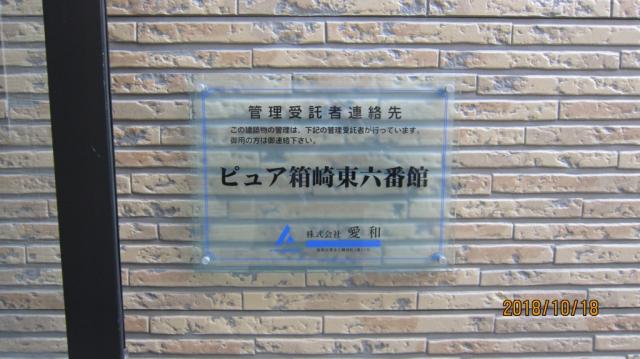 管理受託者連絡先
この建築物の管理は、下記の管理受託者が行っています。
御用の方は御連絡下さい。
ピュア箱崎東六番館
株式会社 愛和
2018/10/18